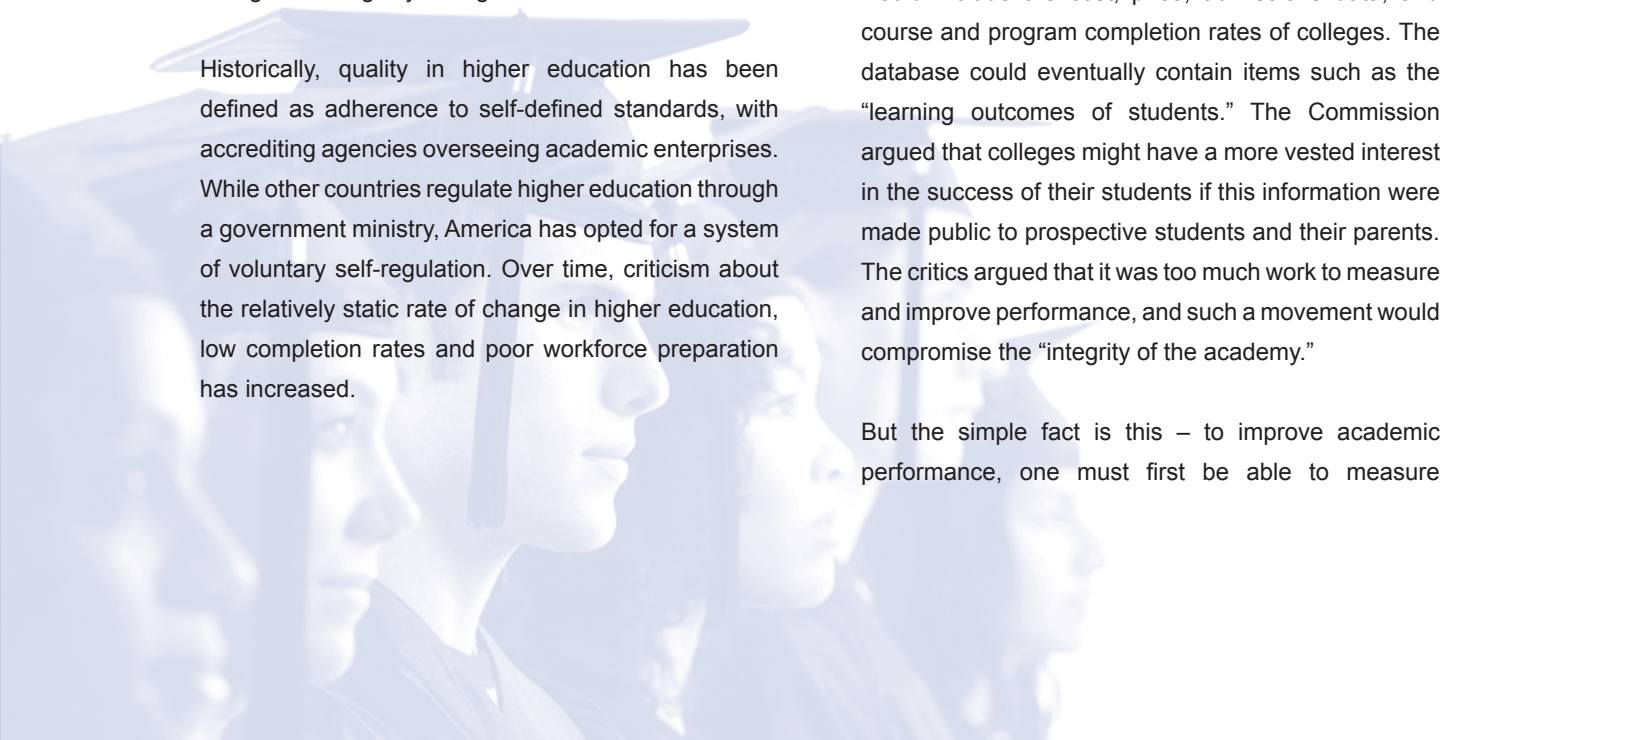 Historically, quality in higher education has been
defined as adherence to self-defined standards, with
accrediting agencies overseeing academic enterprises.
While other countries regulate higher education through
a government ministry, America has opted for a system
of voluntary self-regulation. Over time, criticism about
the relatively static rate of change in higher education,
low completion rates and poor workforce preparation
has increased.
course and program completion rates of colleges. The
database could eventually contain items such as the
“learning outcomes of students.” The Commission
argued that colleges might have a more vested interest
in the success of their students if this information were
made public to prospective students and their parents.
The critics argued that it was too much work to measure
and improve performance, and such a movement would
compromise the “integrity of the academy.”
But the simple fact is this – to improve academic
performance, one must first be able to measure